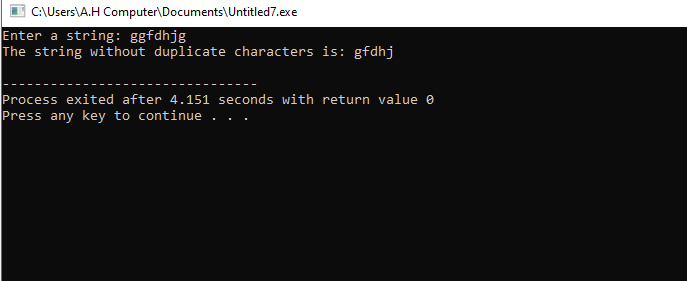 C:\Users\A.H Computer\Documents\Untitled7.exe
Enter a string: ggfdhjg
The string without duplicate characters is: gfdhj
--------------------------------
Process exited after 4.151 seconds with return value 0
Press any key to continue . . .